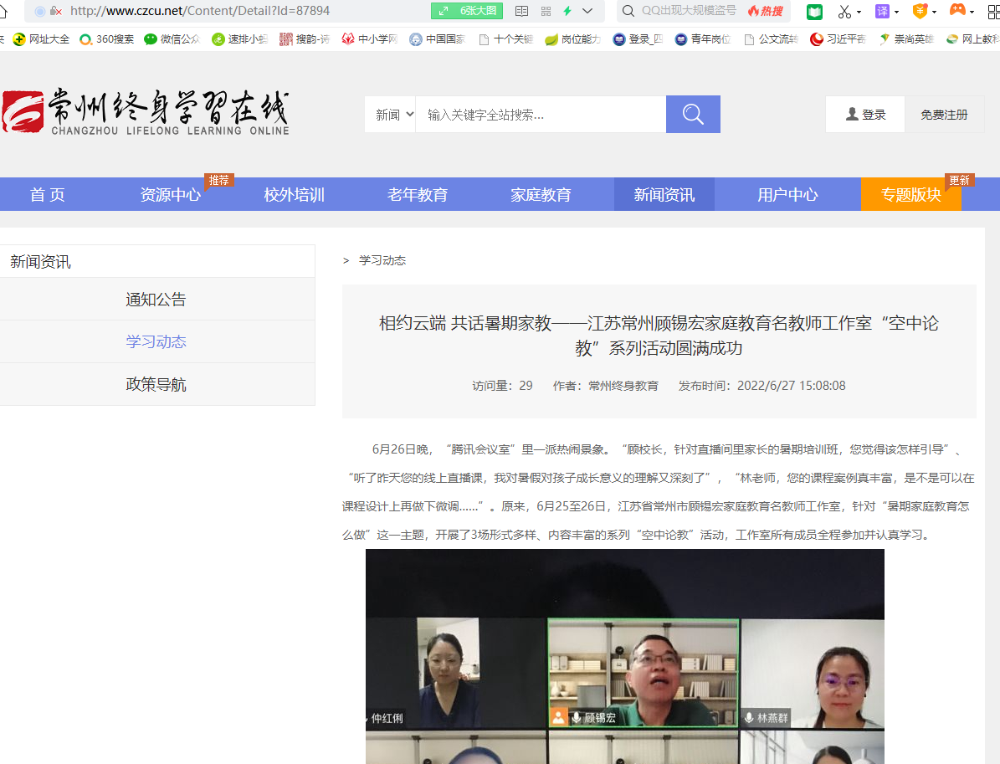 http://www.czcu.net/Content/Detail?Id=87894
6张大图
QQ出现大规模盗号
热搜
译
网址大全 360搜索 微信公众 速排小蚂 搜韵-诗 中小学网 中国国家 十个关键 岗位能力 登录_四 青年岗位 公文流转 习近平告 崇尚英雄 网上教科
常州终身学習在线
CHANGZHOU LIFELONG LEARNING ONLINE
新闻
输入关键字全站搜索...
登录
免费注册
推荐
更新
首 页 资源中心 校外培训 老年教育 家庭教育 新闻资讯 用户中心 专题版块
新闻资讯
通知公告
学习动态
政策导航
> 学习动态
相约云端 共话暑期家教——江苏常州顾锡宏家庭教育名教师工作室“空中论
教”系列活动圆满成功
访问量：29 作者：常州终身教育 发布时间：2022/6/27 15:08:08
6月26日晚，“腾讯会议室”里一派热闹景象。“顾校长，针对直播间里家长的暑期培训班，您觉得该怎样引导”、
“听了昨天您的线上直播课，我对暑假对孩子成长意义的理解又深刻了”，“林老师，您的课程案例真丰富，是不是可以在
课程设计上再做下微调......”。原来，6月25至26日，江苏省常州市顾锡宏家庭教育名教师工作室，针对“暑期家庭教育怎
么做”这一主题，开展了3场形式多样、内容丰富的系列“空中论教”活动，工作室所有成员全程参加并认真学习。
仲红俐
顾锡宏
林燕群